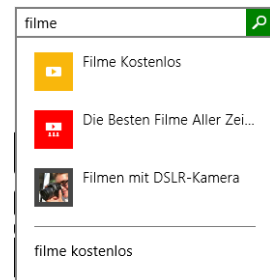 filme
Filme Kostenlos
Die Besten Filme Aller Zei...
Filmen mit DSLR-Kamera
filme kostenlos